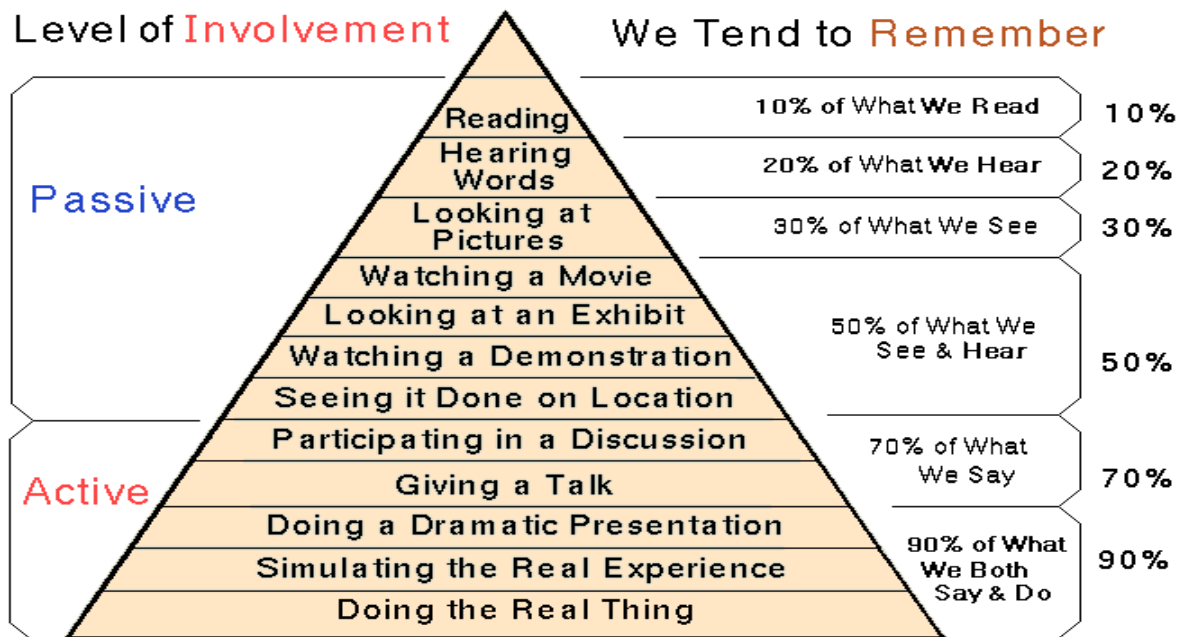 Level of Involvement
We Tend to Remember
Passive
Active
Reading
Hearing
Words
Looking at
Pictures
Watching a Movie
Looking at an Exhibit
Watching a Demonstration
Seeing it Done on Location
Participating in a Discussion
Giving a Talk
Doing a Dramatic Presentation
Simulating the Real Experience
Doing the Real Thing
10% of What We Read
10%
20% of What We Hear
20%
30% of What We See
30%
50% of What We
See & Hear
50%
70% of What
We Say
70%
90% of What
We Both
Say & Do
90%